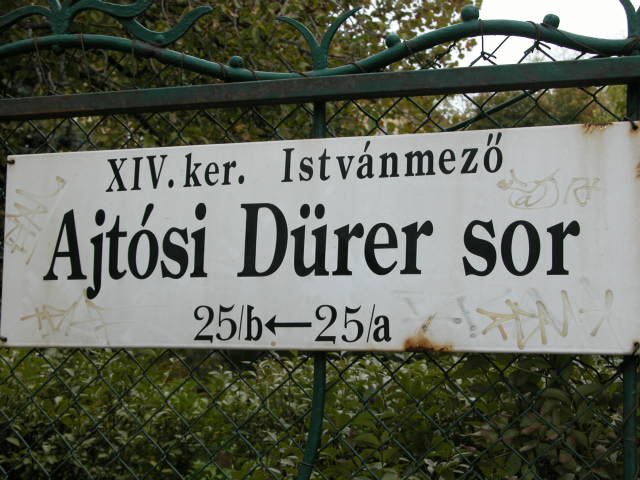 XIV. ker. Istvánmező
Ajtósi Dürer sor
25/b←25/a